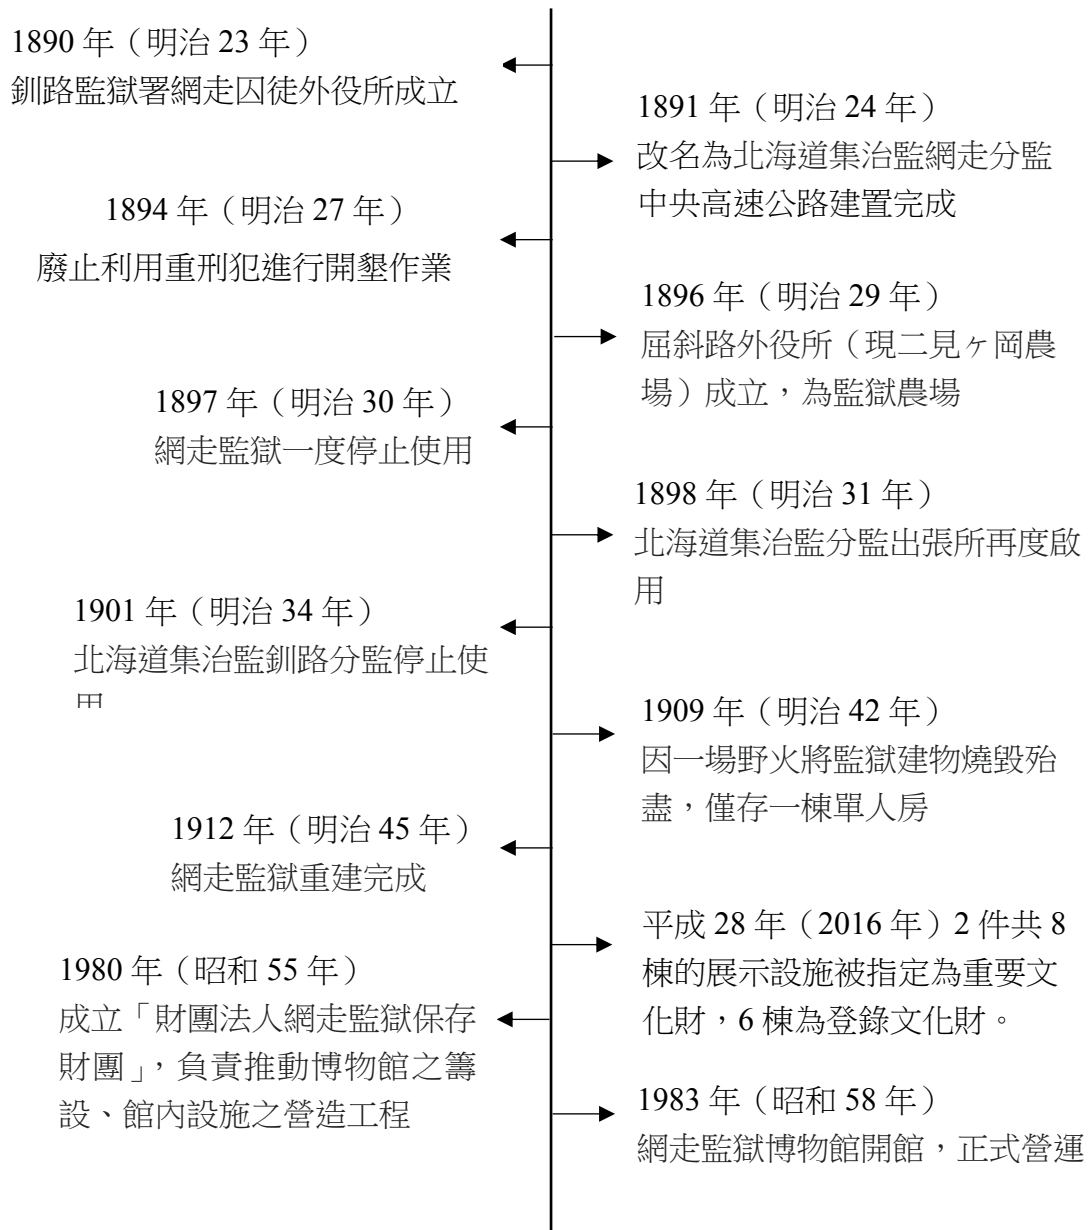 1890 年（明治 23 年）
釧路監獄署網走囚徒外役所成立
1891 年（明治 24 年）
改名為北海道集治監網走分監
中央高速公路建置完成
1894 年（明治 27 年）
廢止利用重刑犯進行開墾作業
1896 年（明治 29 年）
屈斜路外役所（現二見ヶ岡農
場）成立，為監獄農場
1897 年（明治 30 年）
網走監獄一度停止使用
1898 年（明治 31 年）
北海道集治監分監出張所再度啟
用
1901 年（明治 34 年）
北海道集治監釧路分監停止使
1909 年（明治 42 年）
因一場野火將監獄建物燒毀殆
盡，僅存一棟單人房
1912 年（明治 45 年）
網走監獄重建完成
平成 28 年（2016 年）2 件共 8
棟的展示設施被指定為重要文
化財，6 棟為登錄文化財。
1980 年（昭和 55 年）
成立「財團法人網走監獄保存
財團」，負責推動博物館之籌
設、館內設施之營造工程
1983 年（昭和 58 年）
網走監獄博物館開館，正式營運